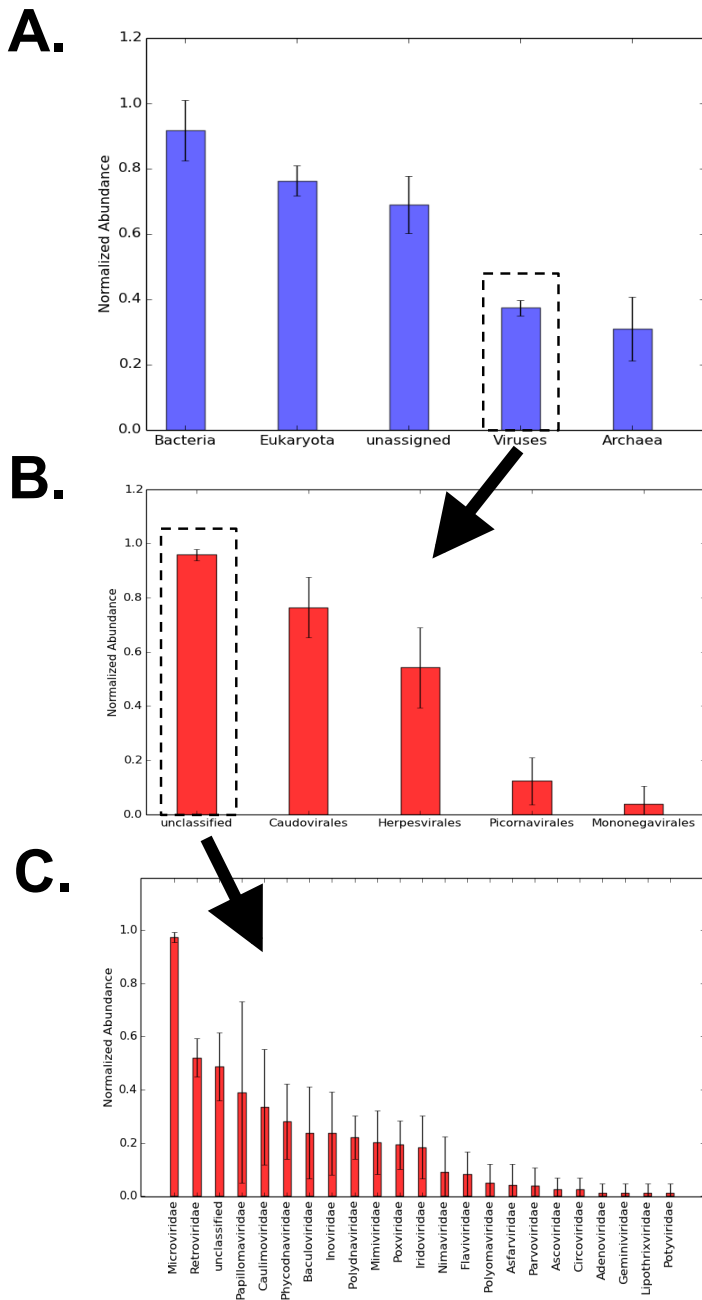 A.
1.2
1.0
0.8
0.6
0.4
0.2
0.0
Normalized Abundance
Bacteria Eukaryota unassigned Viruses Archaea
B.
1.2
1.0
0.8
0.6
0.4
0.2
0.0
Normalized Abundance
unclassified Caudovirales Herpesvirales Picornavirales Mononegavirales
C.
1.0
0.8
0.6
0.4
0.2
0.0
Normalized Abundance
Microviridae
Retroviridae
unclassified
Papillomaviridae
Caulimoviridae
Phycodnaviridae
Baculoviridae
Inoviridae
Polydnaviridae
Mimiviridae
Poxviridae
Iridoviridae
Nimaviridae
Flaviviridae
Polyomaviridae
Asfarviridae
Parvoviridae
Ascoviridae
Circoviridae
Adenoviridae
Geminiviridae
Lipothrixviridae
Potyviridae